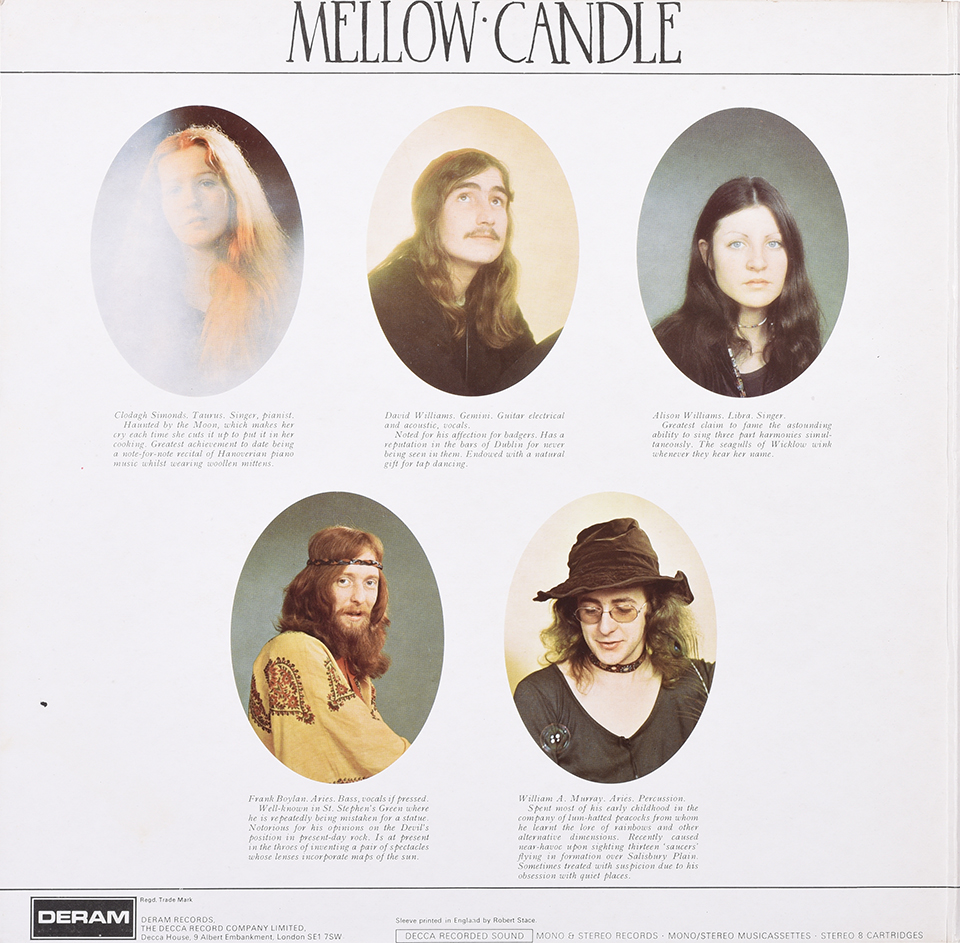 MELLOW·CANDLE
Clodagh Simonds. Taurus. Singer, pianist.
Haunted by the Moon, which makes her
cry each time she cuts it up to put it in her
cooking. Greatest achievement to date being
a note-for-note recital of Hanoverian piano
music whilst wearing woollen mittens.
David Williams. Gemini. Guitar electrical
and acoustic, vocals.
Noted for his affection for badgers. Has a
reputation in the bars of Dublin for never
being seen in them. Endowed with a natural
gift for tap dancing.
Alison Williams. Libra. Singer.
Greatest claim to fame the astounding
ability to sing three part harmonies simul-
taneously. The seagulls of Wicklow wink
whenever they hear her name.
Frank Boylan. Aries. Bass, vocals if pressed.
Well-known in St. Stephen's Green where
he is repeatedly being mistaken for a statue.
Notorious for his opinions on the Devil's
position in present-day rock. Is at present
in the throes of inventing a pair of spectacles
whose lenses incorporate maps of the sun.
William A. Murray. Aries. Percussion.
Spent most of his early childhood in the
company of lum-hatted peacocks from whom
he learnt the lore of rainbows and other
alternative dimensions. Recently caused
near-havoc upon sighting thirteen 'saucers'
flying in formation over Salisbury Plain.
Sometimes treated with suspicion due to his
obsession with quiet places.
DERAM
Regd. Trade Mark
DERAM RECORDS.
THE DECCA RECORD COMPANY LIMITED,
Decca House, 9 Albert Embankment, London SE1 7SW
Sleeve printed in England by Robert Stace.
DECCA RECORDED SOUND MONO & STEREO RECORDS · MONO/STEREO MUSICASSETTES · STEREO 8 CARTRIDGES